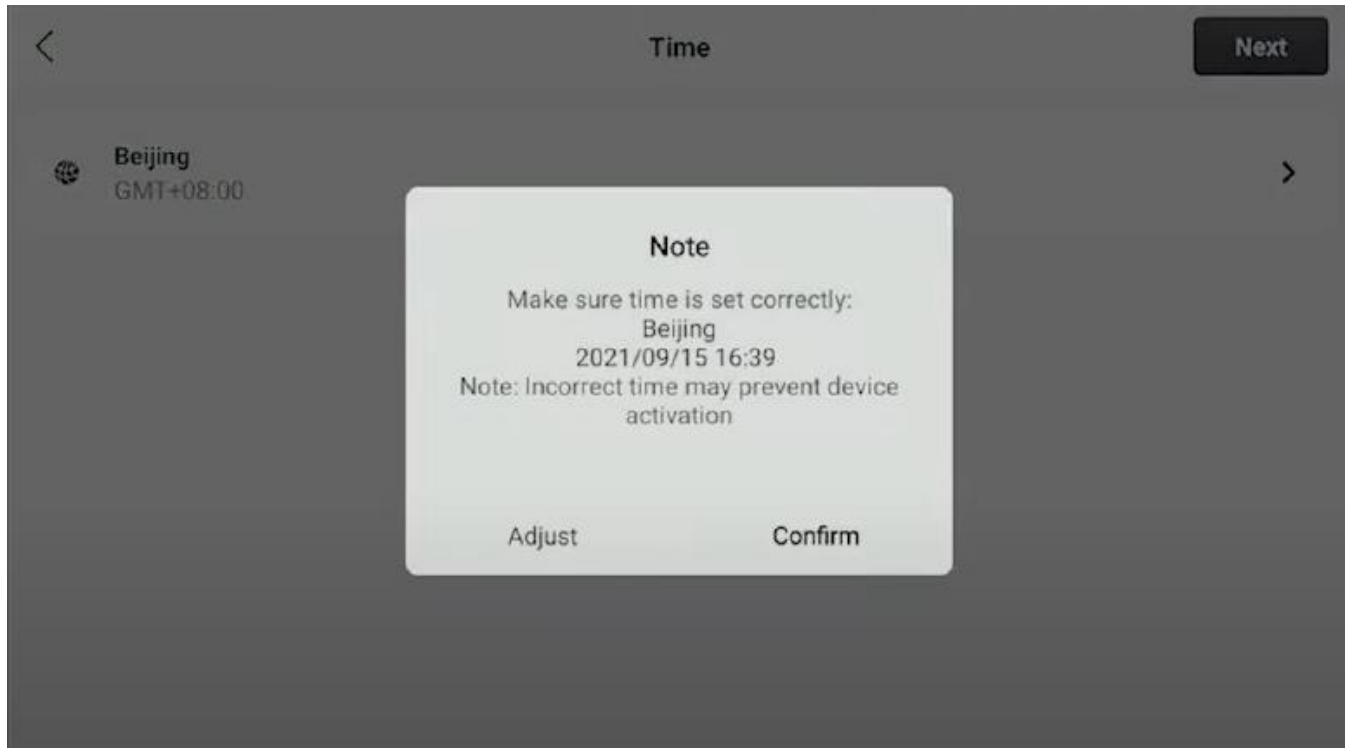 Time
Next
Beijing
GMT+08:00
Note
Make sure time is set correctly:
Beijing
2021/09/15 16:39
Note: Incorrect time may prevent device
activation
Adjust
Confirm